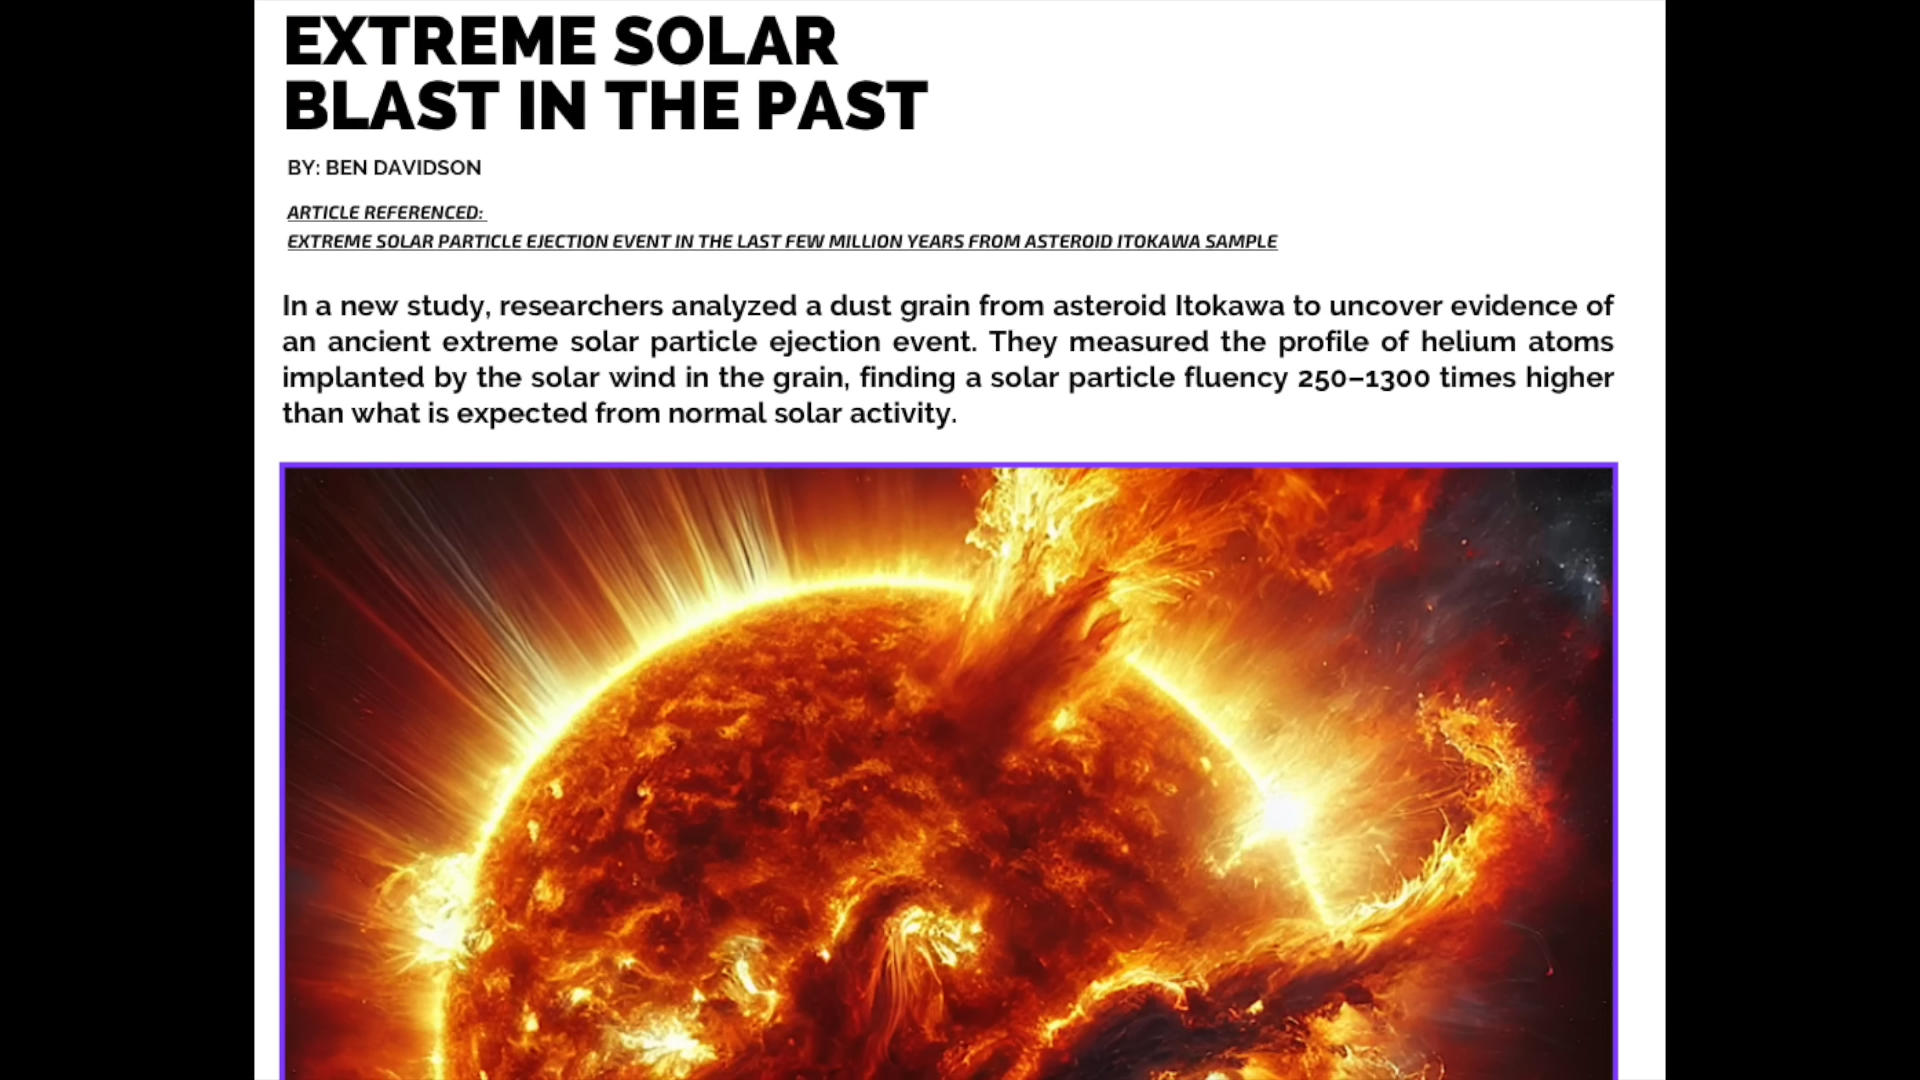 EXTREME SOLAR
BLAST IN THE PAST
BY: BEN DAVIDSON
ARTICLE REFERENCED:
EXTREME SOLAR PARTICLE EJECTION EVENT IN THE LAST FEW MILLION YEARS FROM ASTEROID ITOKAWA SAMPLE
In a new study, researchers analyzed a dust grain from asteroid Itokawa to uncover evidence of
an ancient extreme solar particle ejection event. They measured the profile of helium atoms
implanted by the solar wind in the grain, finding a solar particle fluency 250–1300 times higher
than what is expected from normal solar activity.